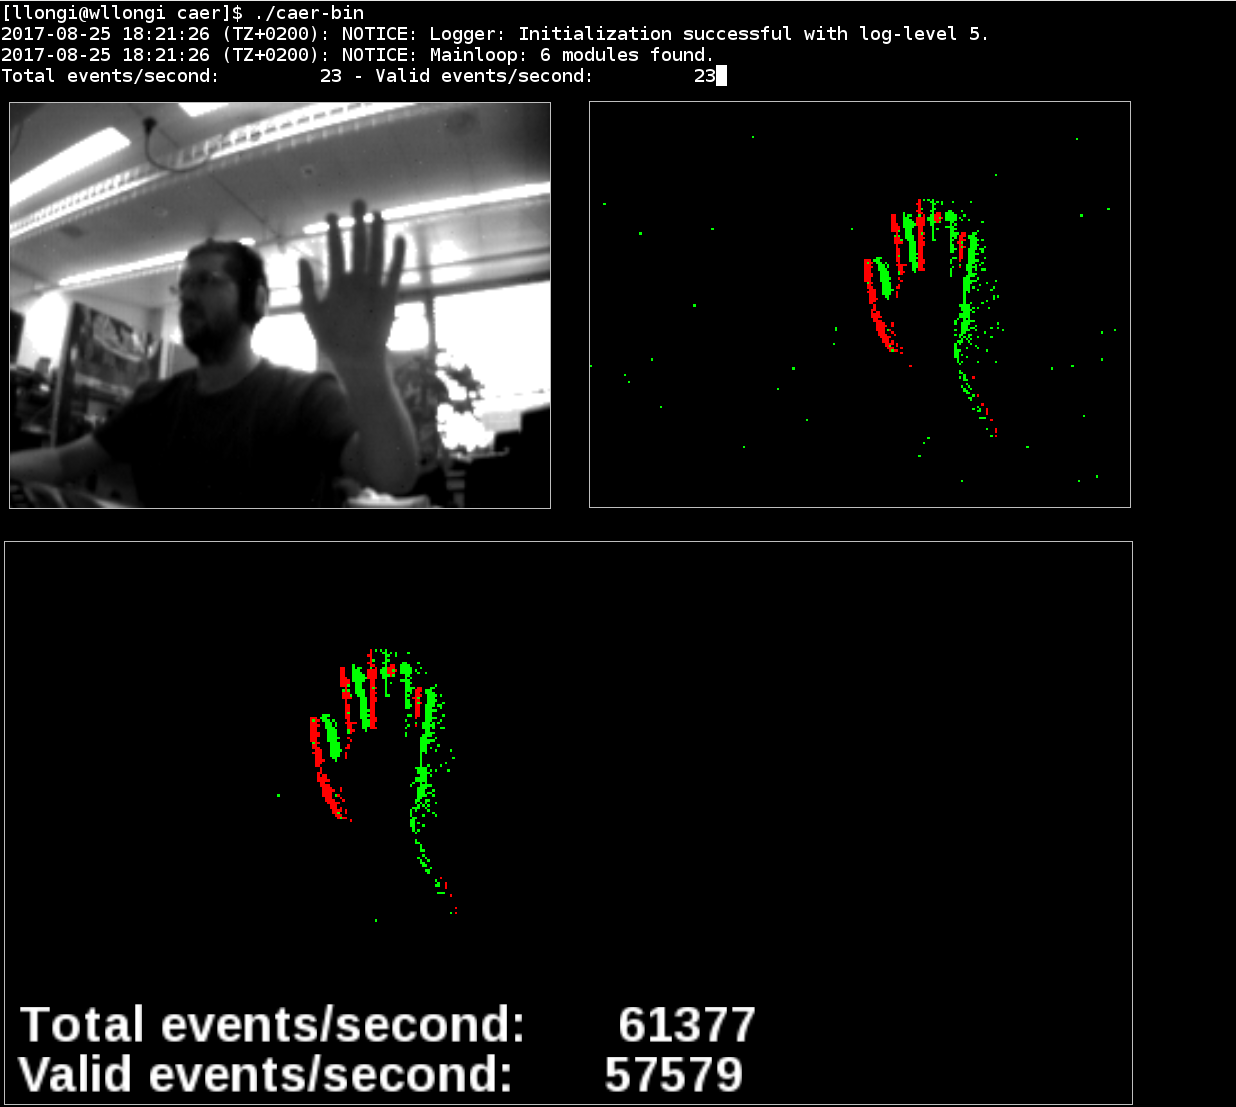 [llongi@wllongi caer]$ ./caer-bin
2017-08-25 18:21:26 (TZ+0200): NOTICE: Logger: Initialization successful with log-level 5.
2017-08-25 18:21:26 (TZ+0200): NOTICE: Mainloop: 6 modules found.
Total events/second:         23 - Valid events/second:         23
Total events/second: 61377
Valid events/second: 57579